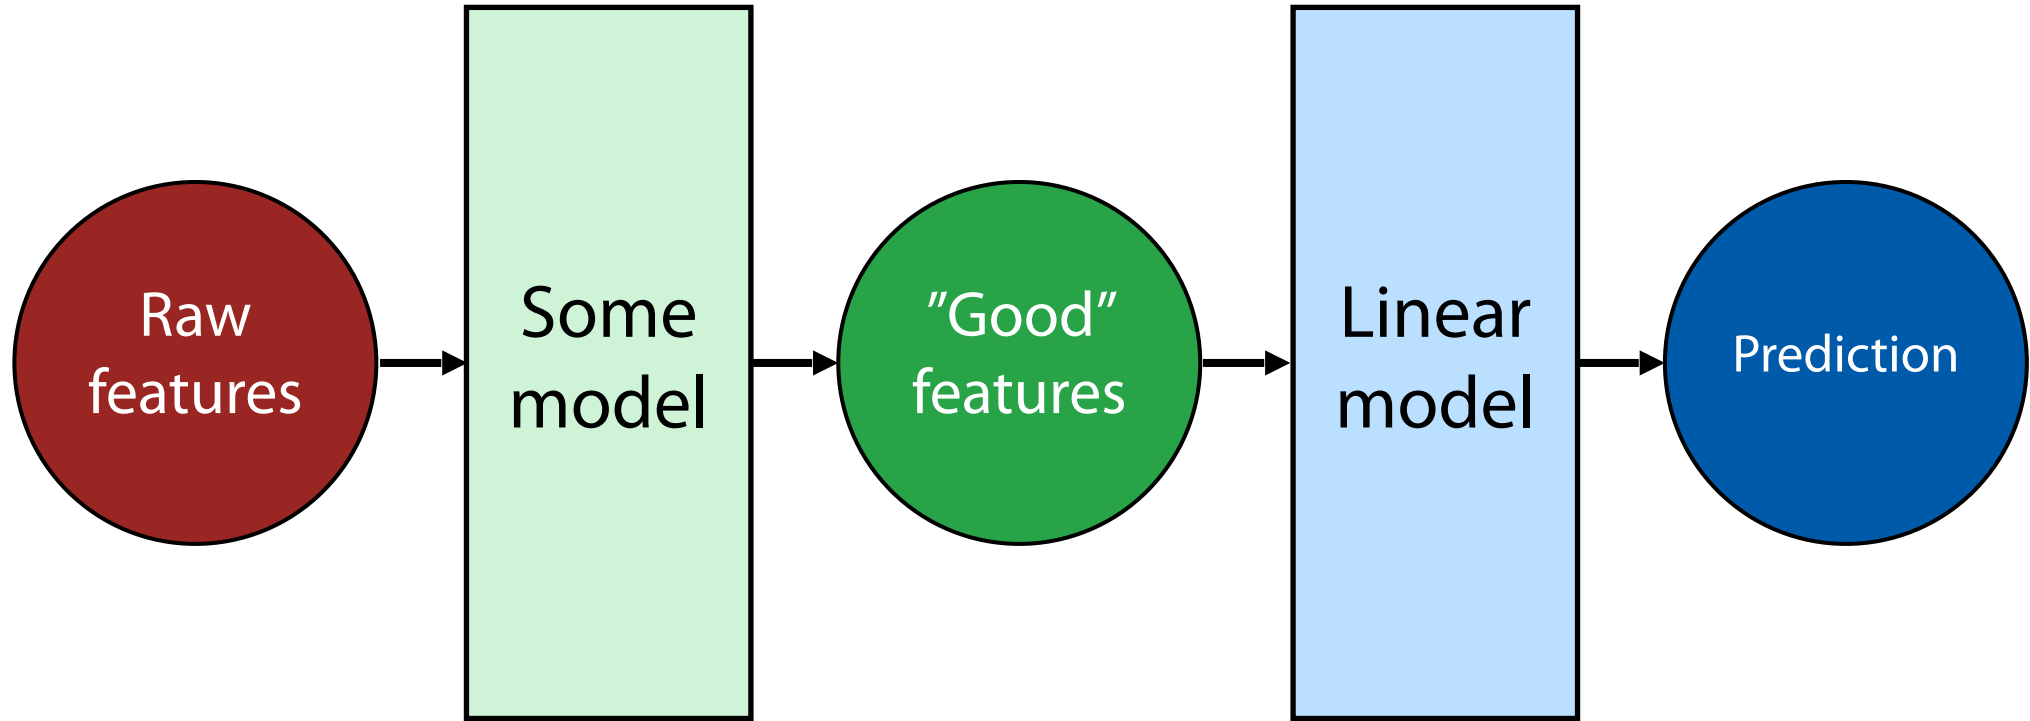 Raw
features
Some
model
”Good”
features
Linear
model
Prediction